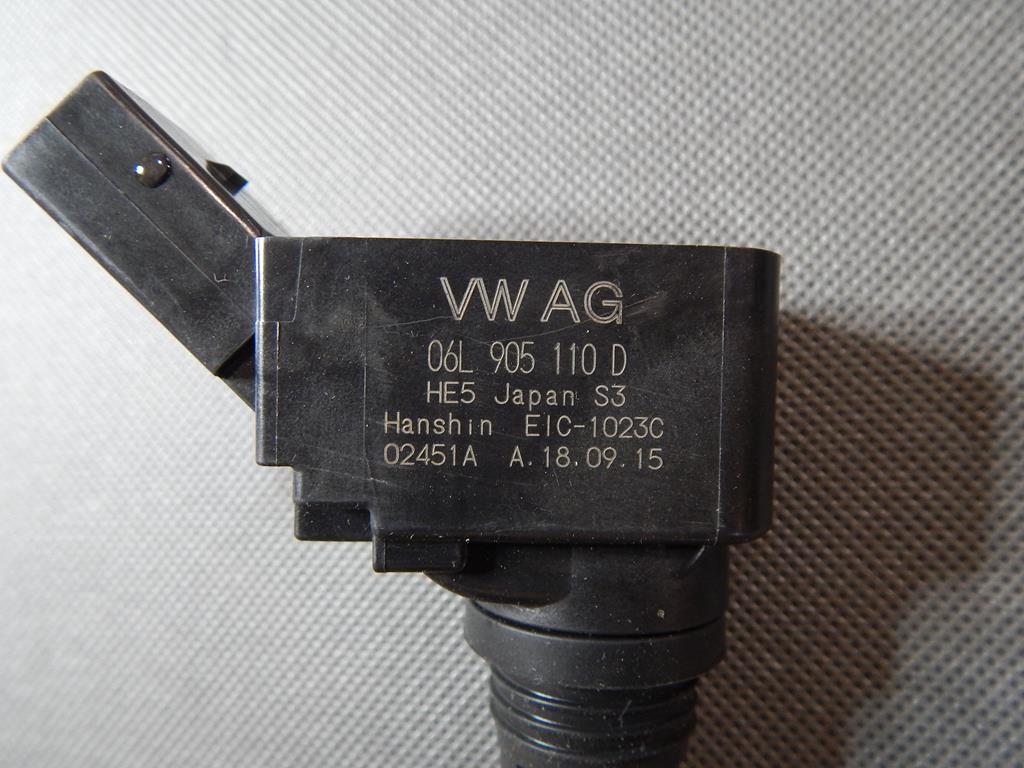 VW AG
06L 905 110 D
HE5 Japan S3
Hanshin EIC-1023C
02451A A.18.09.15